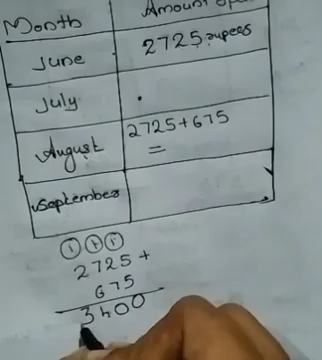 Month Amount
June 2725 rupees
July
August 2725+675
=
September
1 1 1
2725+
675
3400